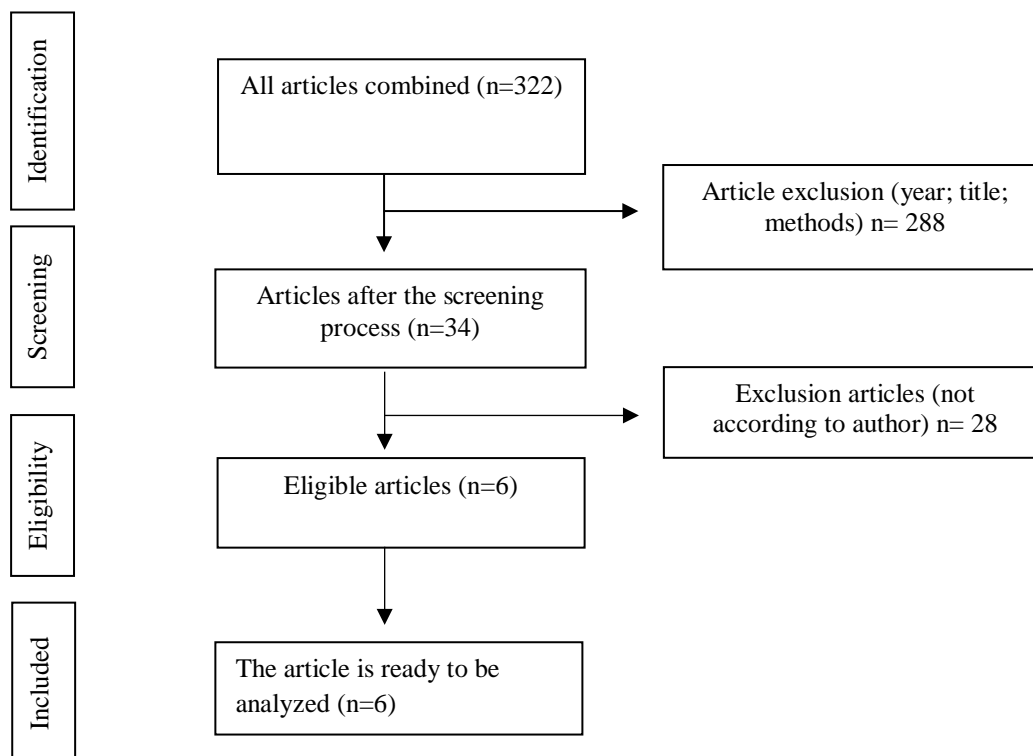 Identification
All articles combined (n=322)
Article exclusion (year; title;
methods) n= 288
Screening
Articles after the screening
process (n=34)
Exclusion articles (not
according to author) n= 28
Eligibility
Eligible articles (n=6)
Included
The article is ready to be
analyzed (n=6)